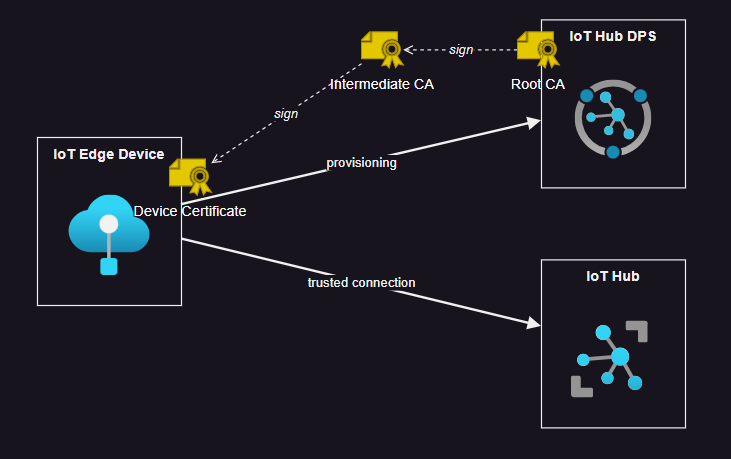 IoT Hub DPS
sign
Intermediate CA
Root CA
sign
IoT Edge Device
provisioning
Device Certificate
IoT Hub
trusted connection